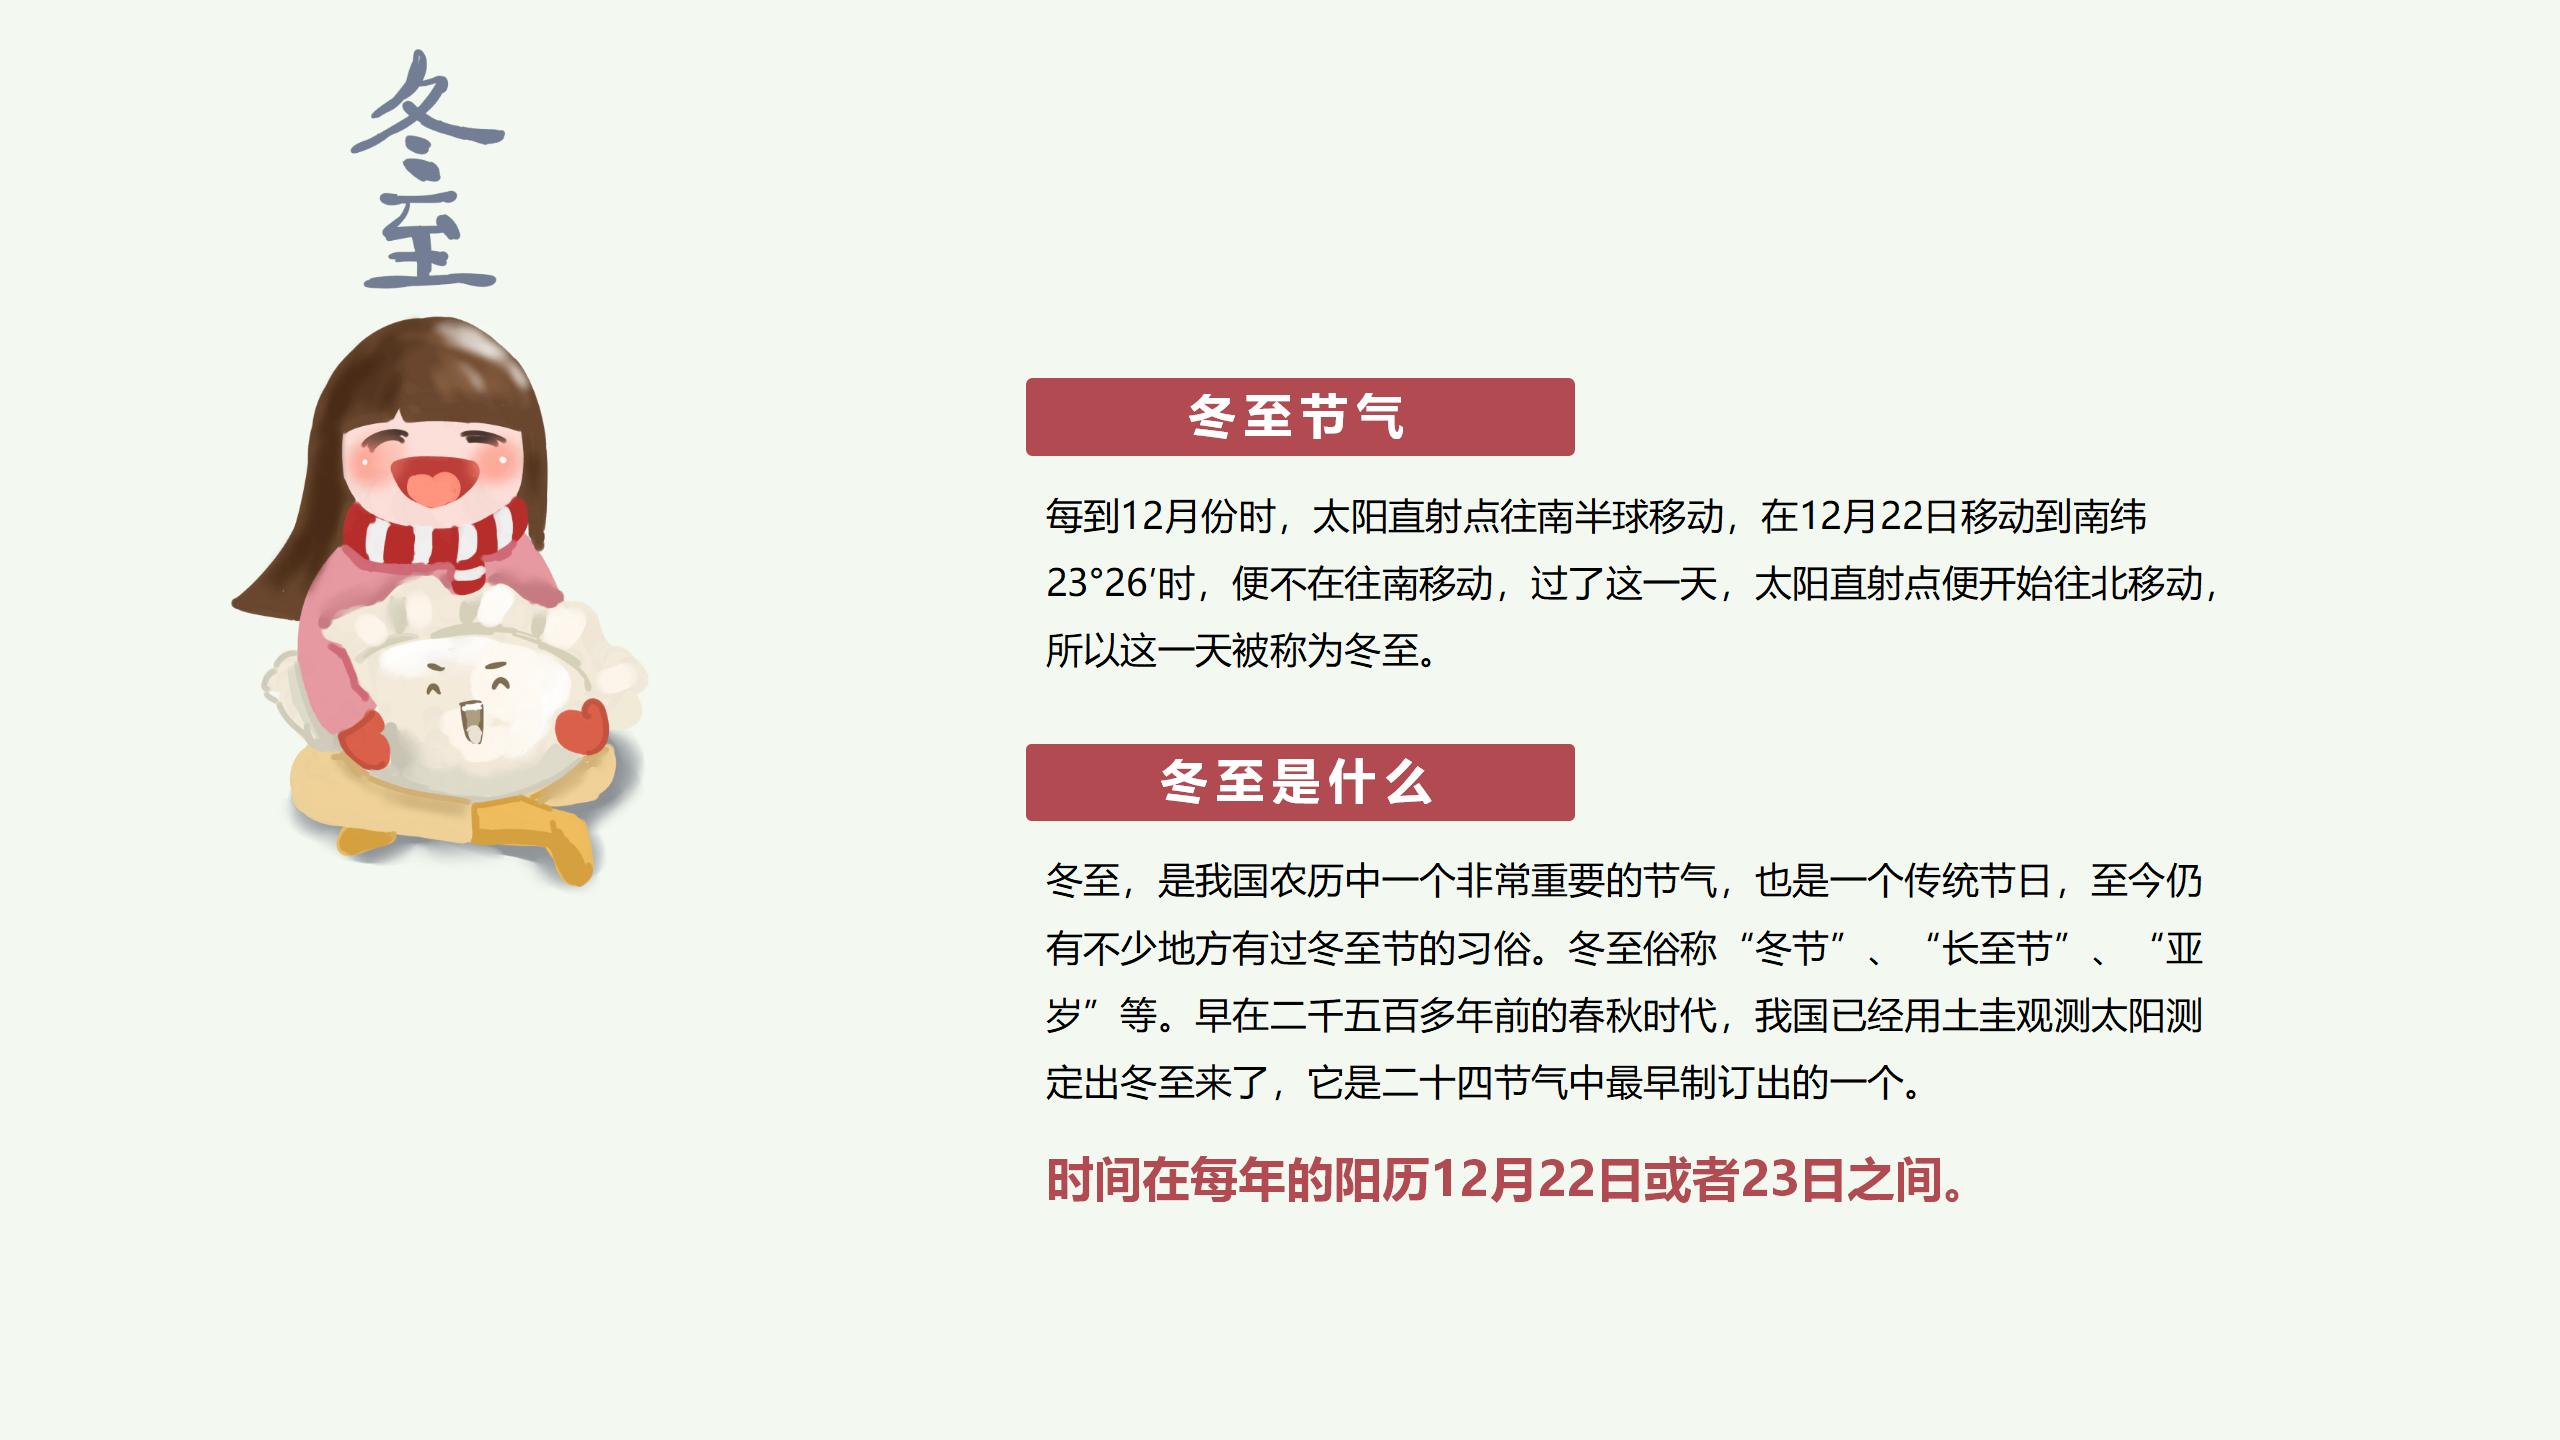 冬至
冬至节气
每到12月份时，太阳直射点往南半球移动，在12月22日移动到南纬
23°26′时，便不在往南移动，过了这一天，太阳直射点便开始往北移动，
所以这一天被称为冬至。
冬至是什么
冬至，是我国农历中一个非常重要的节气，也是一个传统节日，至今仍
有不少地方有过冬至节的习俗。冬至俗称“冬节”、“长至节”、“亚
岁”等。早在二千五百多年前的春秋时代，我国已经用土圭观测太阳测
定出冬至来了，它是二十四节气中最早制订出的一个。
时间在每年的阳历12月22日或者23日之间。